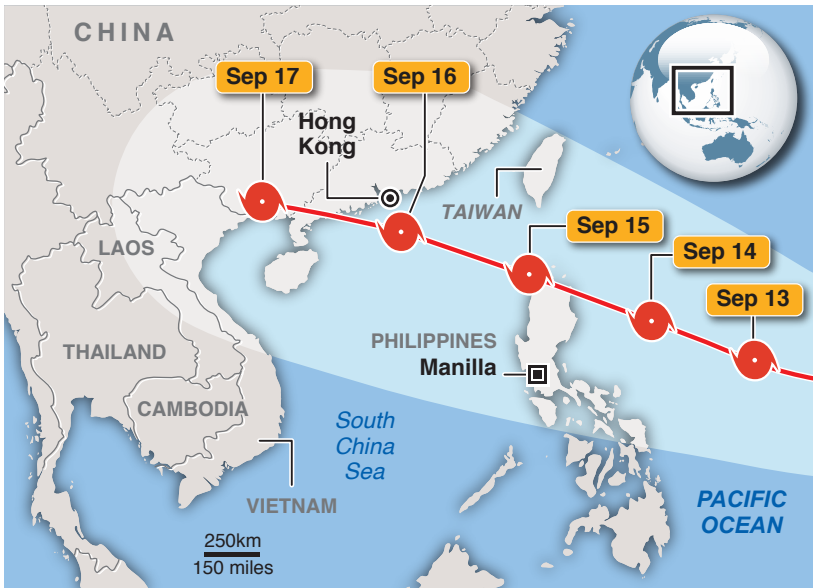 CHINA
Sep 17
Sep 16
Hong
Kong
TAIWAN
Sep 15
Sep 14
Sep 13
LAOS
PHILIPPINES
Manilla
THAILAND
CAMBODIA
South
China
Sea
VIETNAM
PACIFIC
OCEAN
250km
150 miles